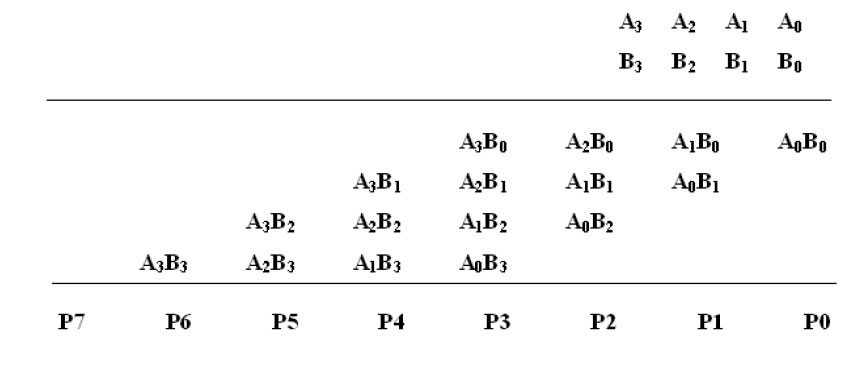 A₃ A₂ A₁ A₀
B₃ B₂ B₁ B₀
A₃B₀ A₂B₀ A₁B₀ A₀B₀
A₃B₁ A₂B₁ A₁B₁ A₀B₁
A₃B₂ A₂B₂ A₁B₂ A₀B₂
A₃B₃ A₂B₃ A₁B₃ A₀B₃
P7 P6 P5 P4 P3 P2 P1 P0